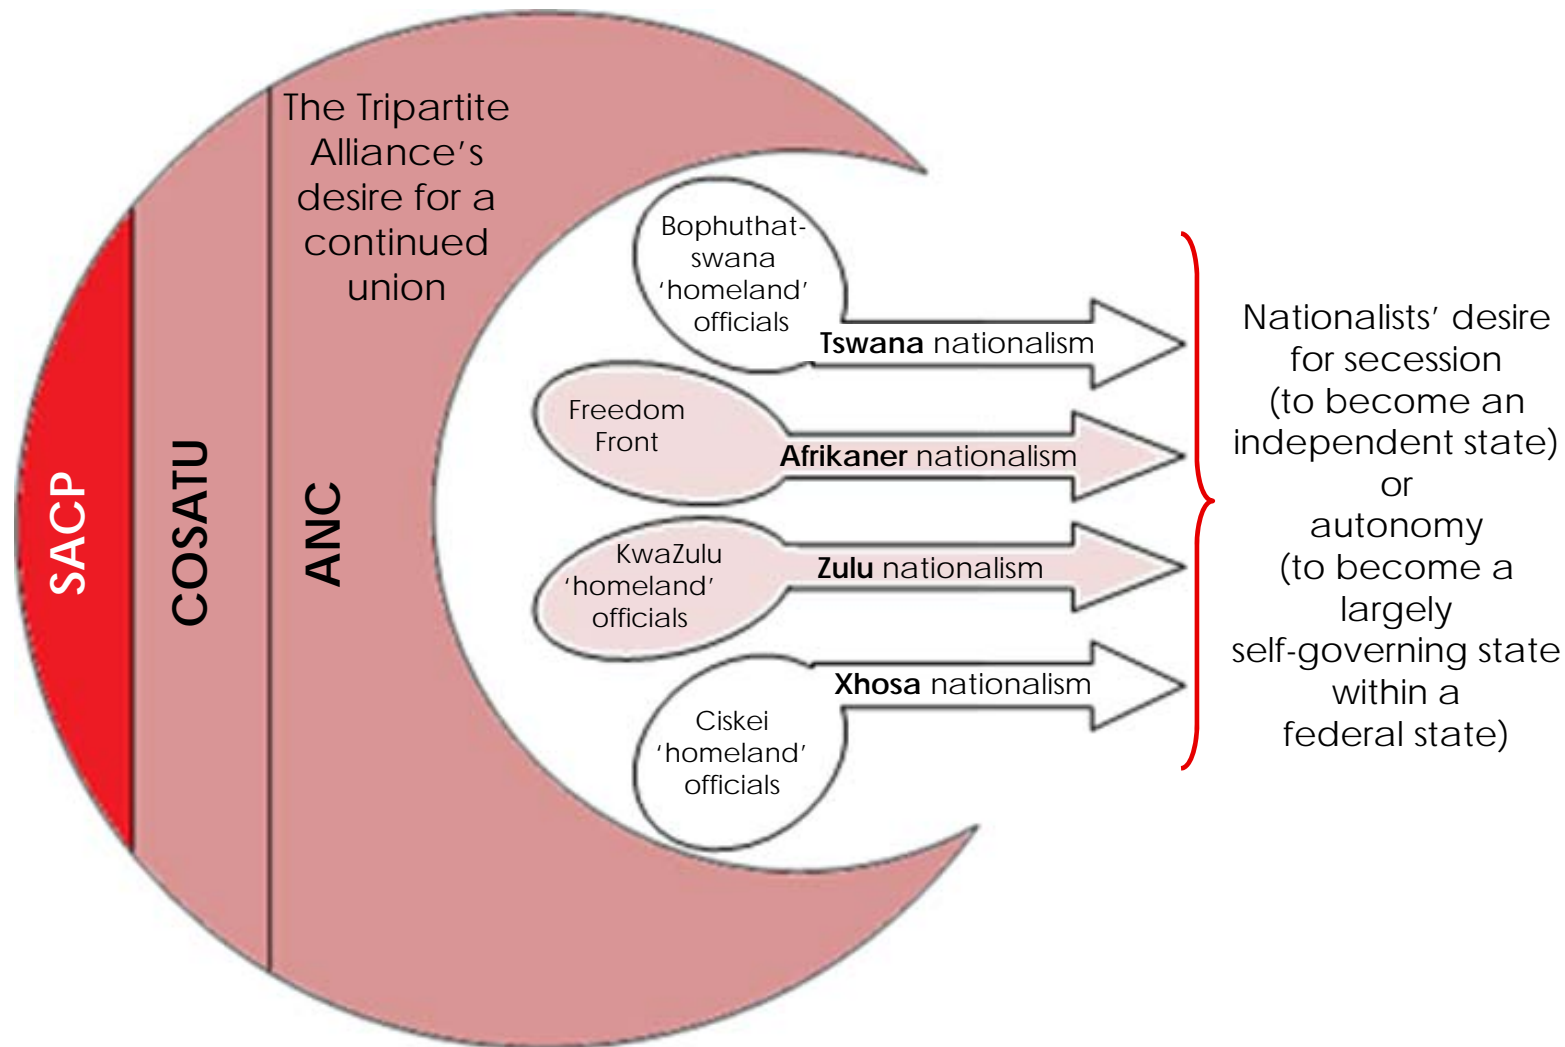 The Tripartite
Alliance’s
desire for a
continued
union
SACP
COSATU
ANC
Bophuthat-
swana
‘homeland’
officials
Tswana nationalism
Freedom
Front
Afrikaner nationalism
KwaZulu
‘homeland’
officials
Zulu nationalism
Xhosa nationalism
Ciskei
‘homeland’
officials
Nationalists’ desire
for secession
(to become an
independent state)
or
autonomy
(to become a
largely
self-governing state
within a
federal state)